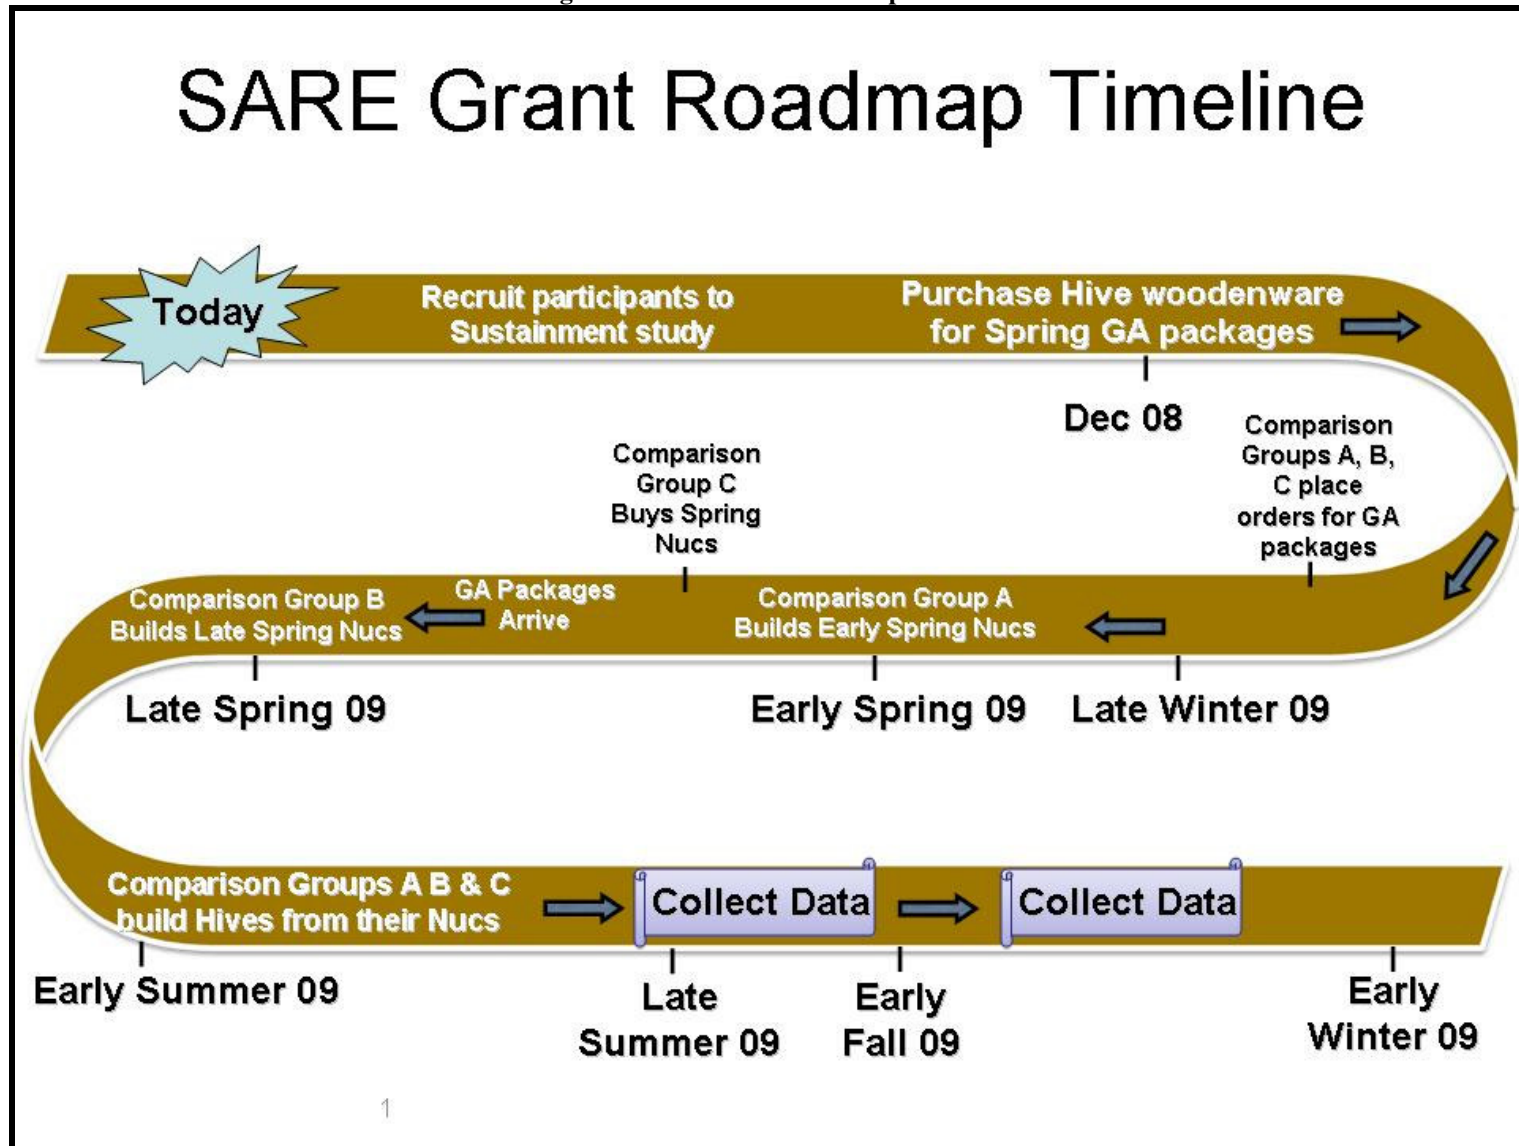 SARE Grant Roadmap Timeline
Today
Recruit participants to
Sustainment study
Purchase Hive woodenware
for Spring GA packages
Dec 08
Comparison
Groups A, B,
C place
orders for GA
packages
Comparison
Group C
Buys Spring
Nucs
Comparison Group B
Builds Late Spring Nucs
GA Packages
Arrive
Comparison Group A
Builds Early Spring Nucs
Late Spring 09
Early Spring 09
Late Winter 09
Comparison Groups A B & C
build Hives from their Nucs
Collect Data
Collect Data
Early Summer 09
Late
Summer 09
Early
Fall 09
Early
Winter 09
1